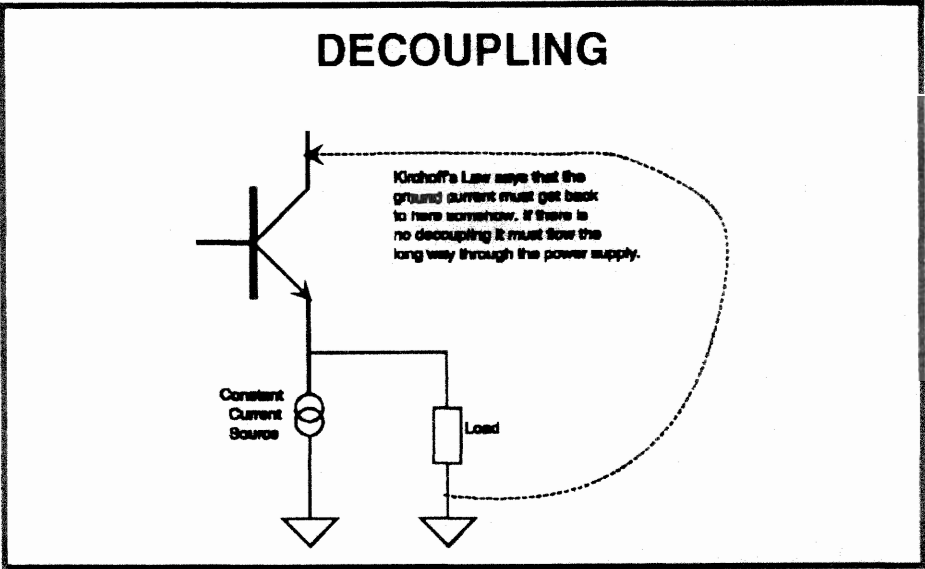 DECOUPLING
Kirchoff's Law says that the
ground current must get back
to here somehow. If there is
no decoupling it must flow the
long way through the power supply.
Constant
Current
Source
Load